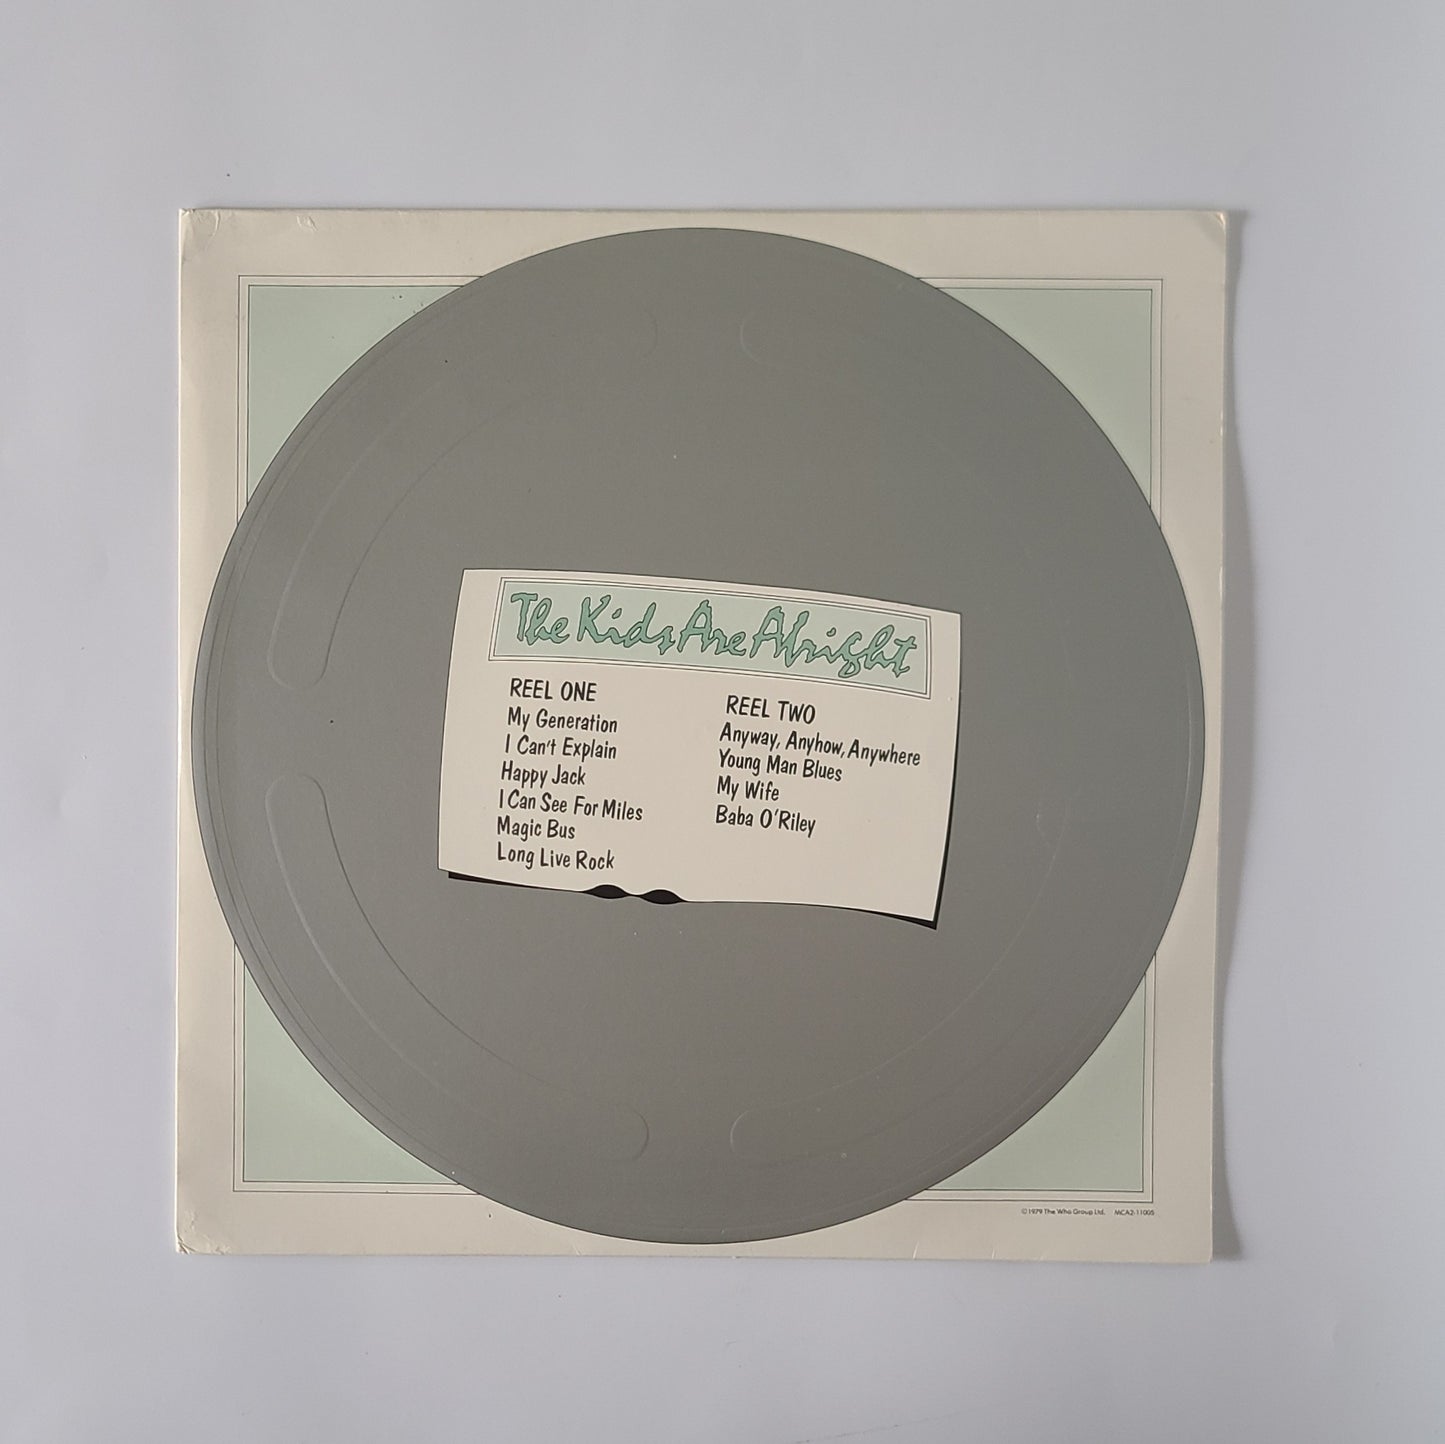 The Kids Are Alright
REEL ONE
My Generation
I Can't Explain
Happy Jack
I Can See For Miles
Magic Bus
Long Live Rock
REEL TWO
Anyway, Anyhow, Anywhere
Young Man Blues
My Wife
Baba O'Riley
©1979 The Who Group Ltd. MCA2-11005